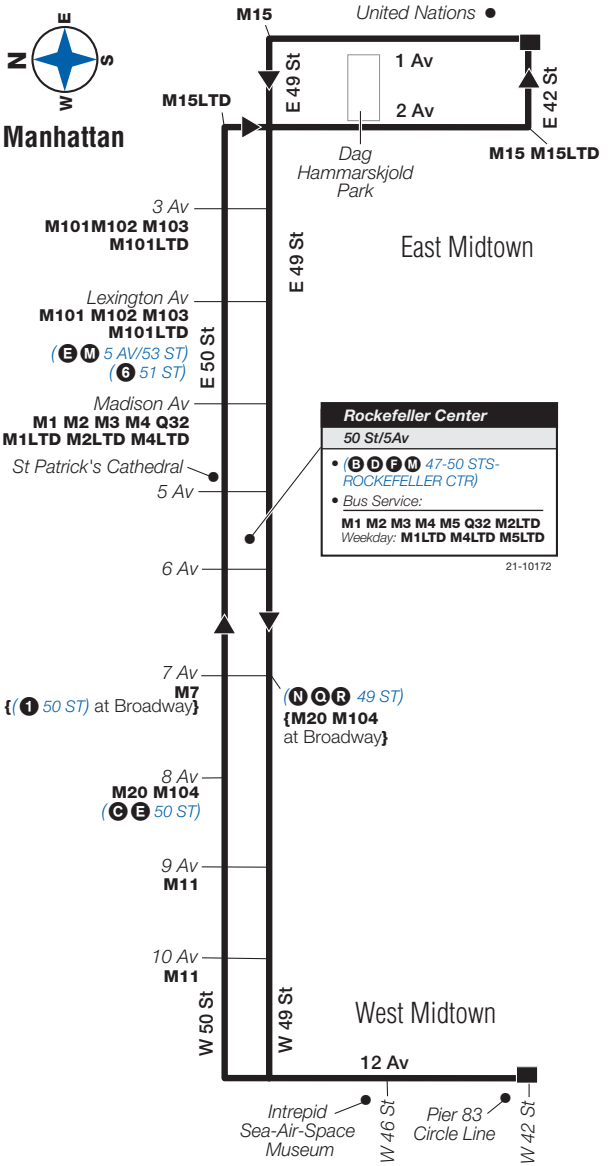 M15
United Nations ●
E
N
S
W
Manhattan
E 49 St
1 Av
2 Av
E 42 St
M15LTD
M15 M15LTD
Dag
Hammarskjold
Park
3 Av
M101M102 M103
M101LTD
E 49 St
East Midtown
Lexington Av
M101 M102 M103
M101LTD
(E M 5 AV/53 ST)
(6 51 ST)
E 50 St
Madison Av
M1 M2 M3 M4 Q32
M1LTD M2LTD M4LTD
St Patrick's Cathedral
5 Av
Rockefeller Center
50 St/5Av
• (B D F M 47-50 STS-
ROCKEFELLER CTR)
• Bus Service:
M1 M2 M3 M4 M5 Q32 M2LTD
Weekday: M1LTD M4LTD M5LTD
21-10172
6 Av
7 Av
M7
{(1 50 ST) at Broadway}
(N Q R 49 ST)
{M20 M104
at Broadway}
8 Av
M20 M104
(C E 50 ST)
9 Av
M11
10 Av
M11
W 50 St
W 49 St
West Midtown
12 Av
Intrepid
Sea-Air-Space
Museum
W 46 St
Pier 83
Circle Line
W 42 St